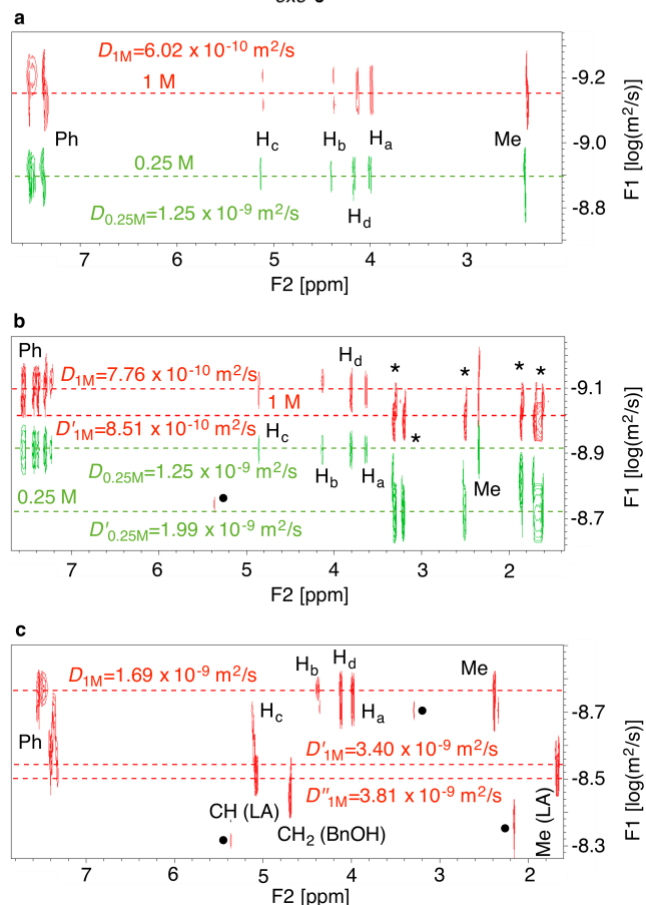 exo-6
a
D1M=6.02 x 10-10 m2/s
1 M
-9.2
Ph
Hc
Hb
Ha
Me
-9.0
0.25 M
D0.25M=1.25 x 10-9 m2/s
Hd
-8.8
F1 [log(m2/s)]
7 6 5 4 3
F2 [ppm]
b
Ph
D1M=7.76 x 10-10 m2/s
Hd
* * * *
-9.1
1 M
D'1M=8.51 x 10-10 m2/s
Hc
*
-8.9
D0.25M=1.25 x 10-9 m2/s
Hb
Ha
Me
0.25 M
•
-8.7
D'0.25M=1.99 x 10-9 m2/s
F1 [log(m2/s)]
7 6 5 4 3 2
F2 [ppm]
c
D1M=1.69 x 10-9 m2/s
Hb
Hd
Me
Hc
Ha
•
-8.7
Ph
D'1M=3.40 x 10-9 m2/s
-8.5
D''1M=3.81 x 10-9 m2/s
CH (LA)
•
CH2 (BnOH)
•
Me (LA)
-8.3
F1 [log(m2/s)]
7 6 5 4 3 2
F2 [ppm]